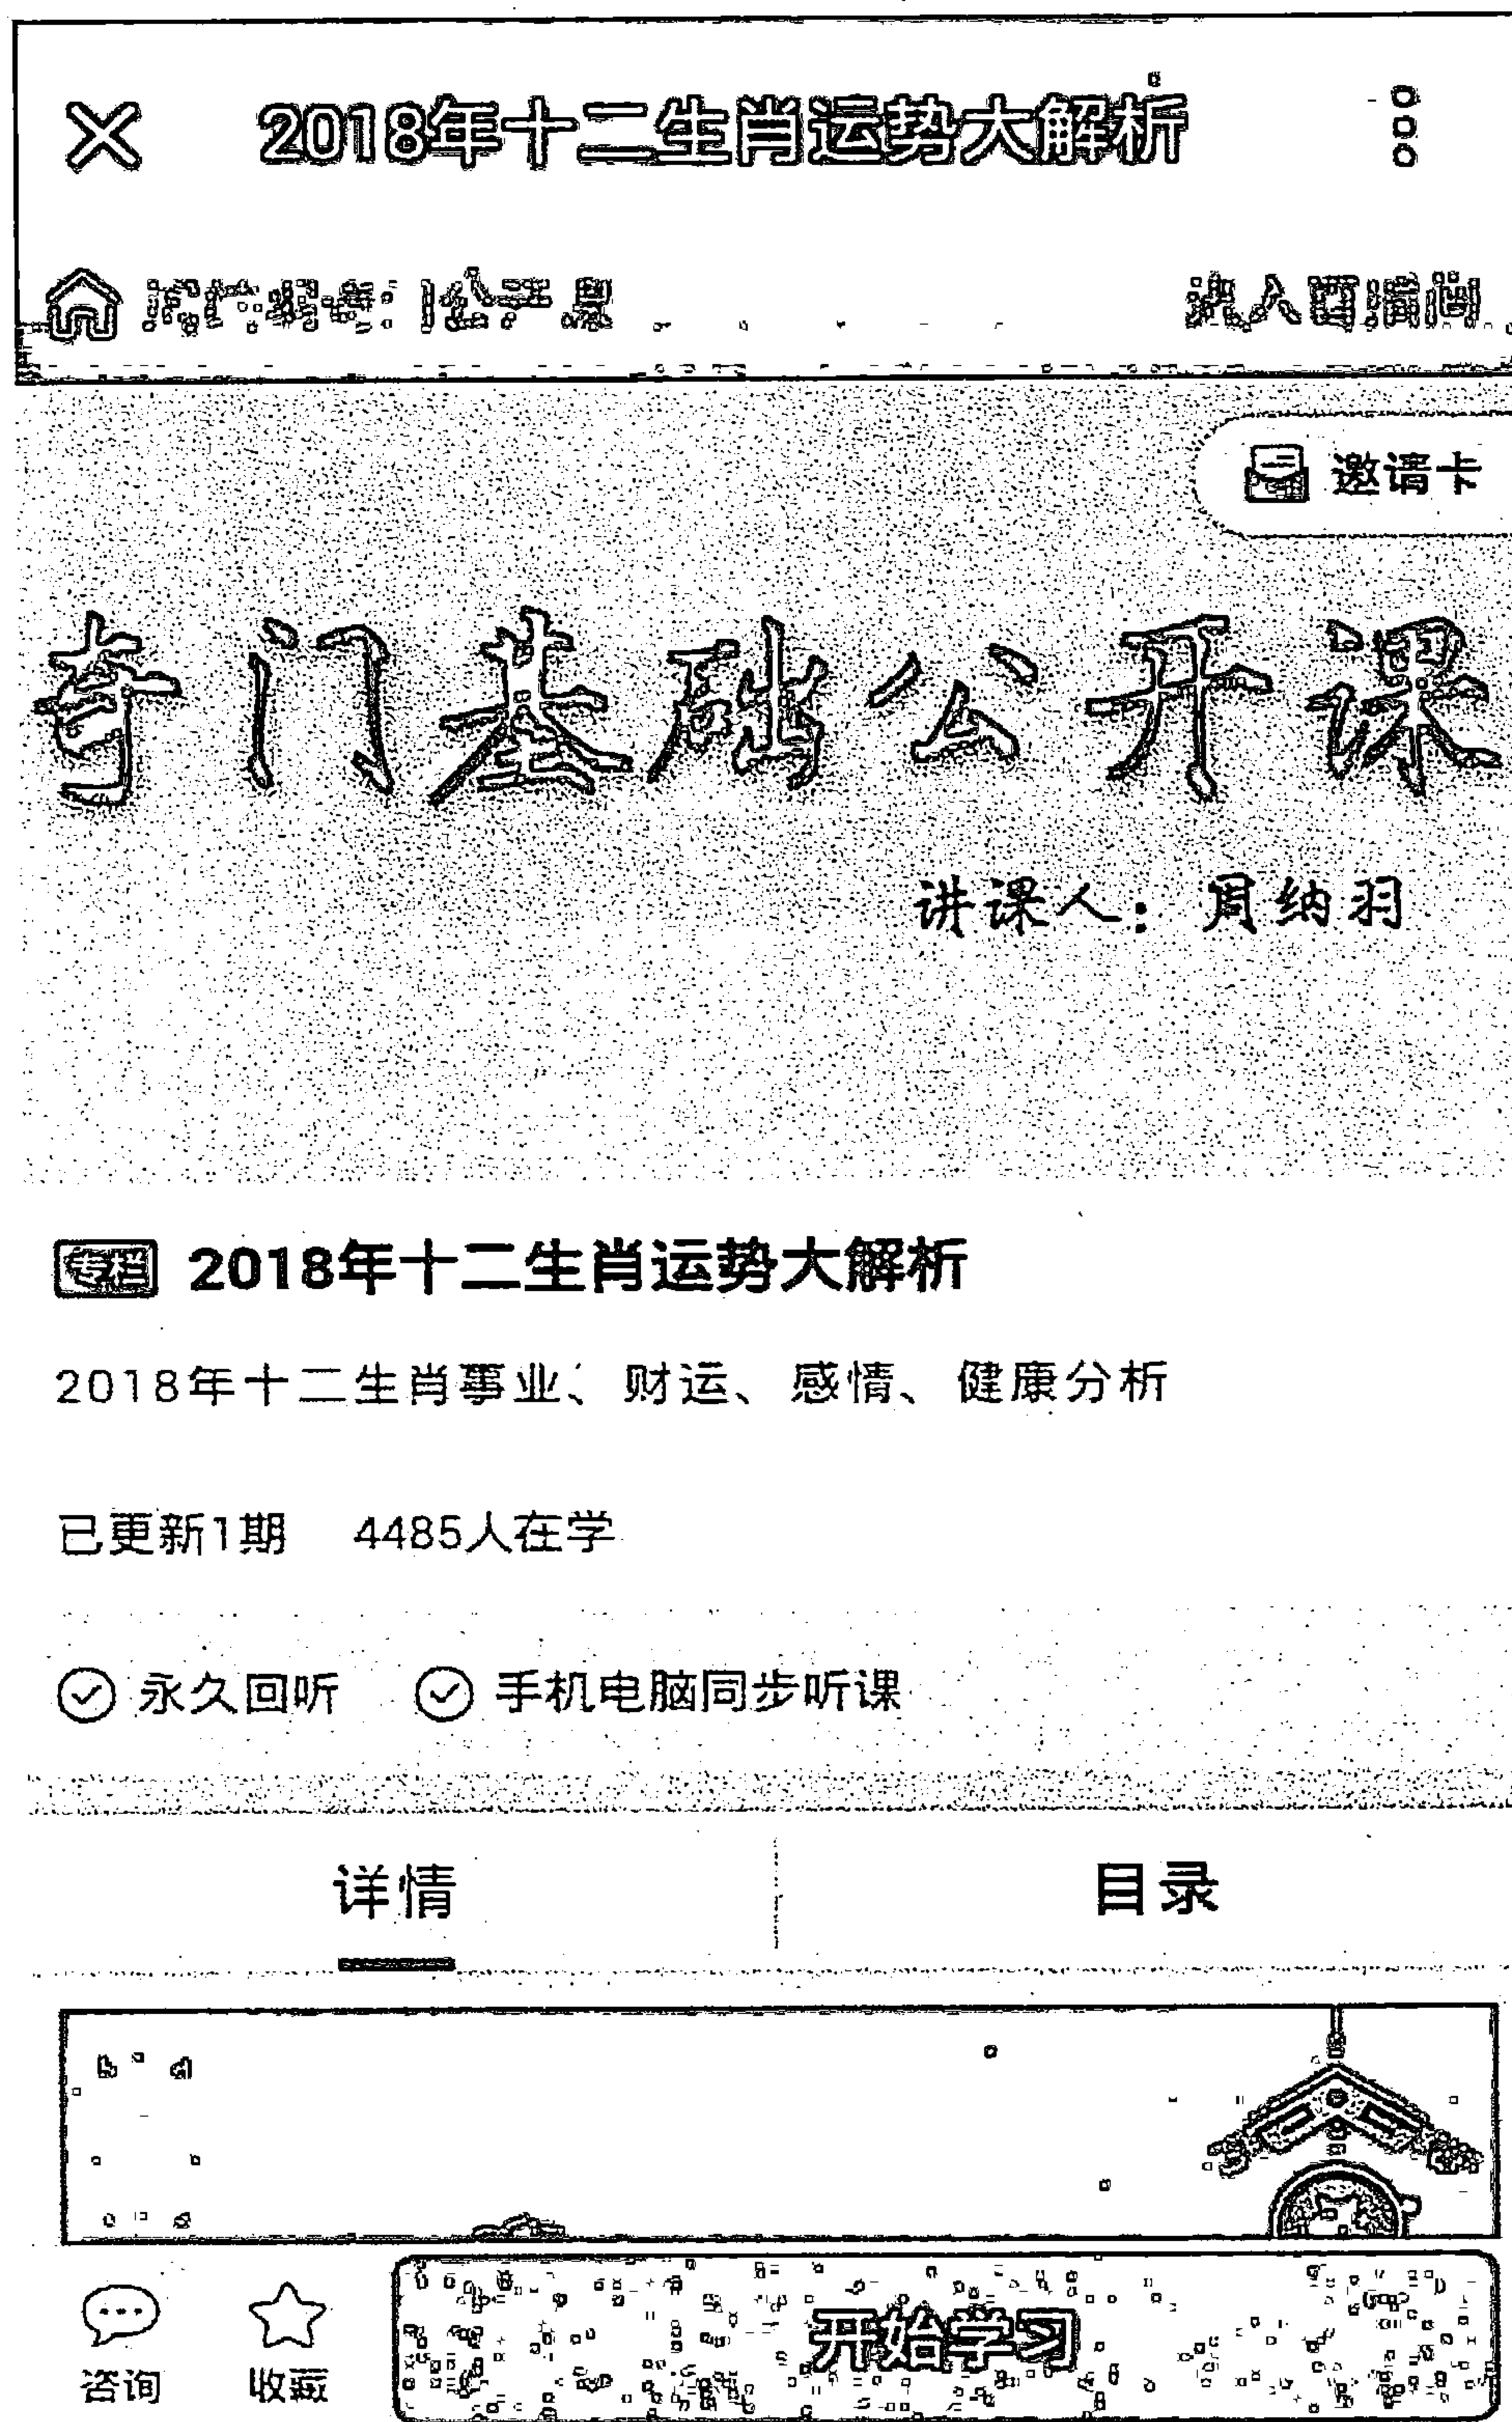 2018年十二生肖运势大解析
邀请卡
奇门基础公开课
讲课人：周纳羽
专栏 2018年十二生肖运势大解析
2018年十二生肖事业、财运、感情、健康分析
已更新1期 4485人在学
永久回听 手机电脑同步听课
详情 目录
咨询 收藏 开始学习